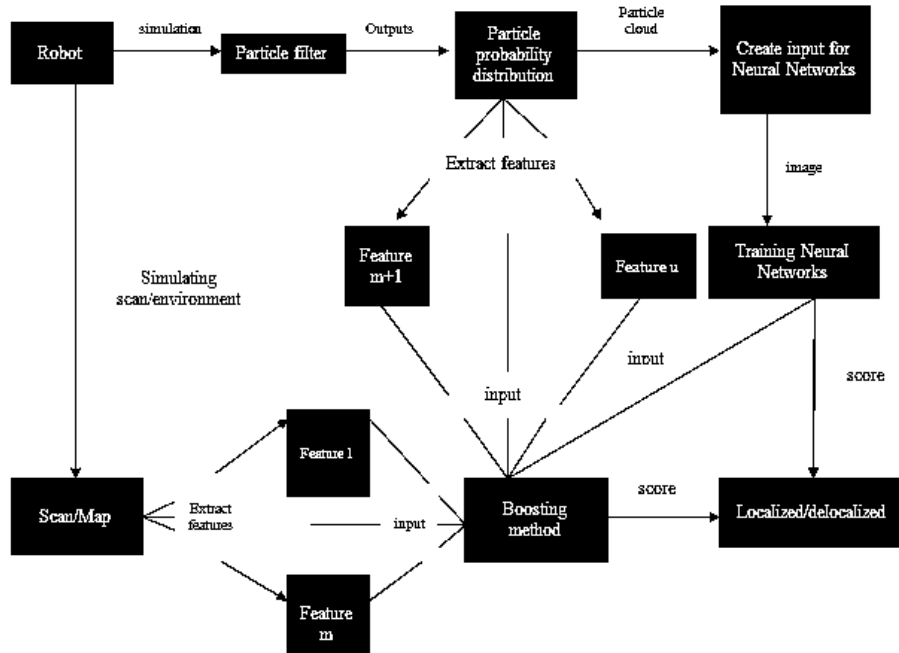 simulation
Outputs
Particle
cloud
Robot
Particle filter
Particle
probability
distribution
Create input for
Neural Networks
Extract features
image
Feature
m+1
Feature u
Training Neural
Networks
Simulating
scan/environment
input
input
score
Feature 1
Scan/Map
Extract
features
input
Boosting
method
score
Localized/delocalized
Feature
m